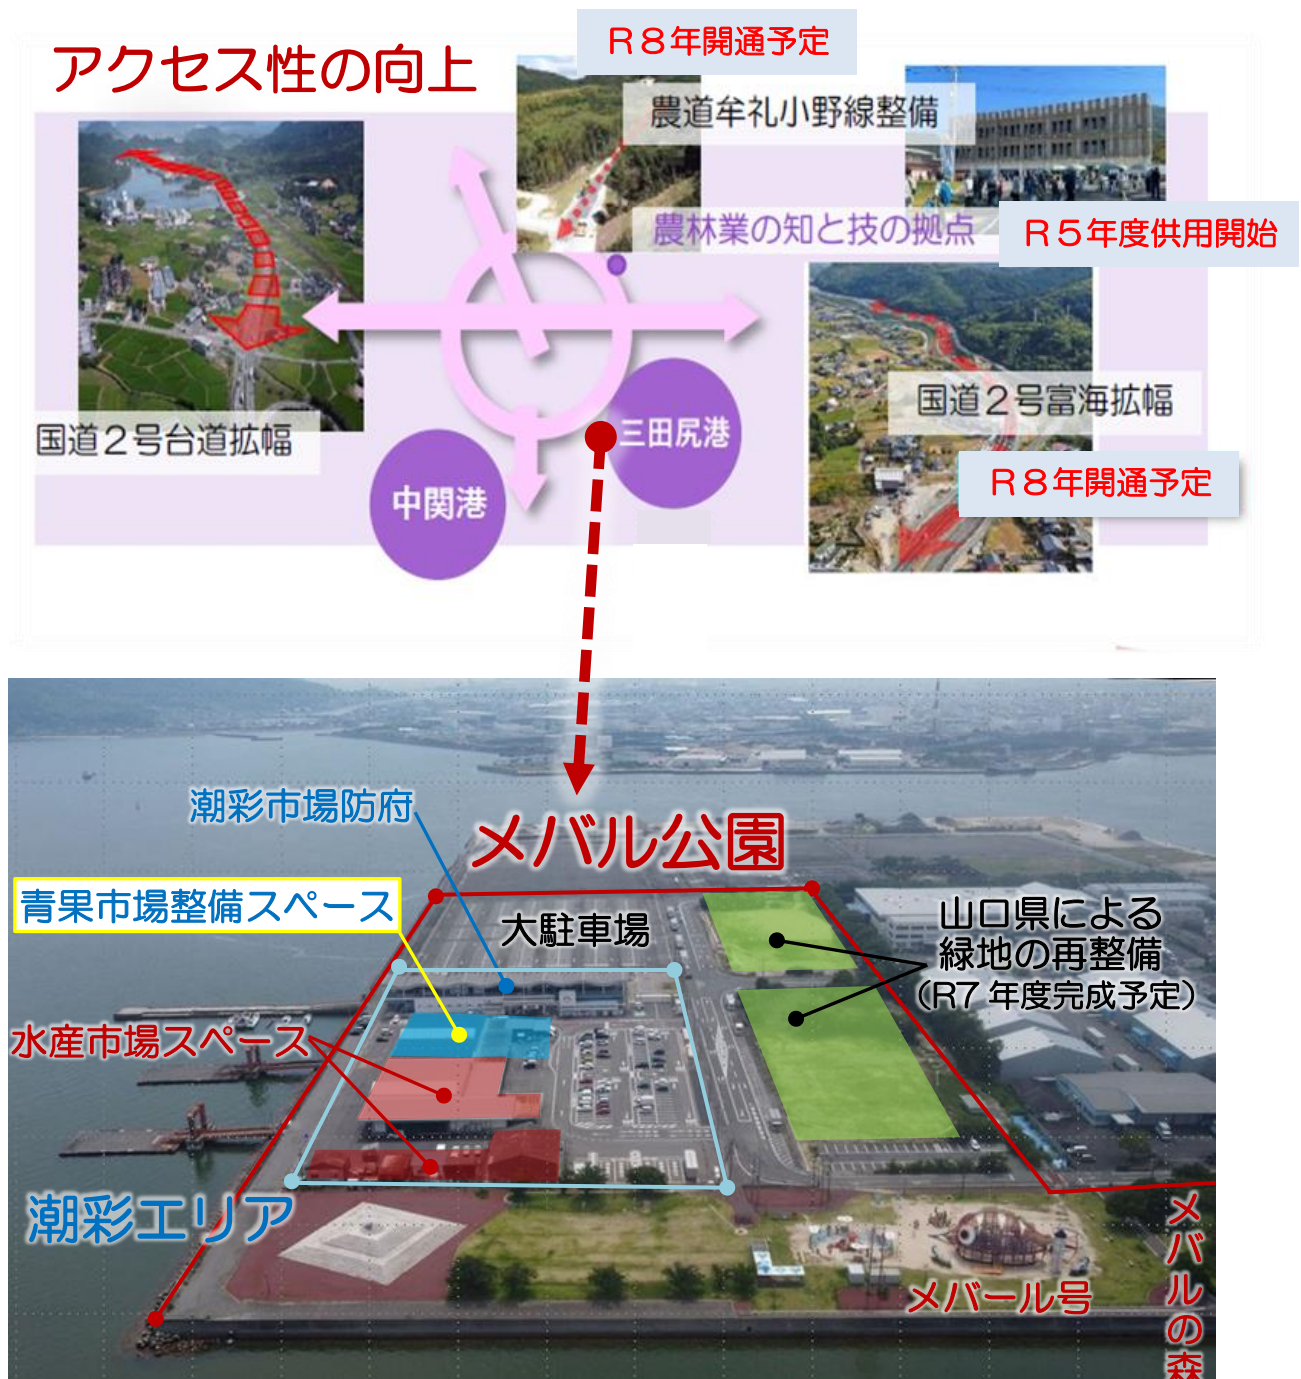 アクセス性の向上
R8年開通予定
農道牟礼小野線整備
農林業の知と技の拠点
R5年度供用開始
国道2号台道拡幅
国道2号富海拡幅
R8年開通予定
三田尻港
中関港
潮彩市場防府
メバル公園
青果市場整備スペース
大駐車場
山口県による
緑地の再整備
(R7年度完成予定)
水産市場スペース
潮彩エリア
メバール号
メバルの森